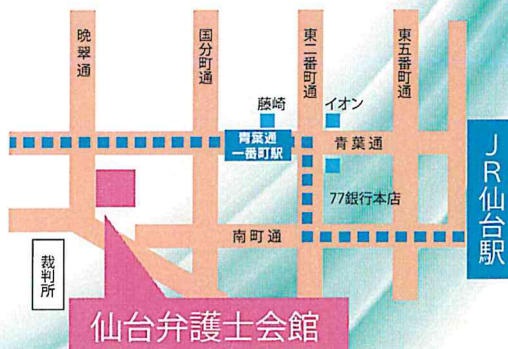 晩翠通
国分町通
東二番町通
東五番町通
藤崎
イオン
青葉通
一番町駅
青葉通
77銀行本店
JR仙台駅
南町通
裁判所
仙台弁護士会館